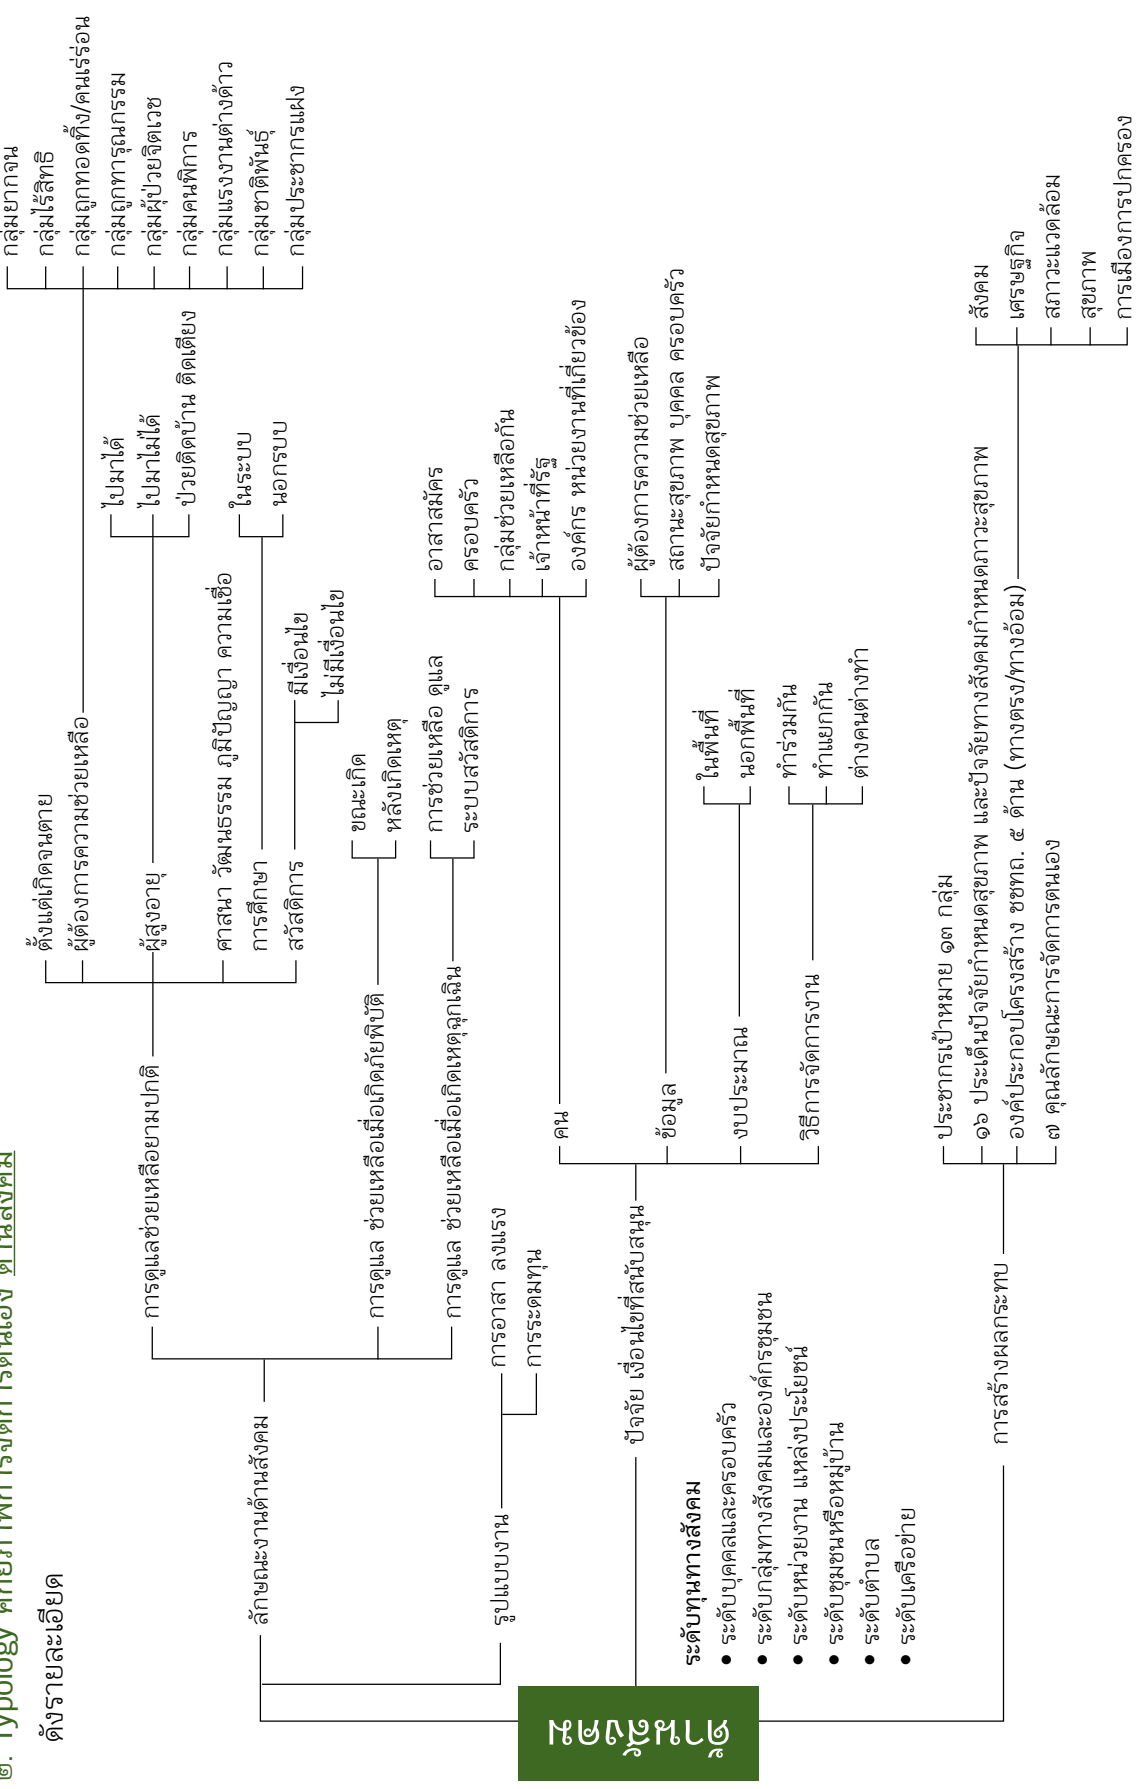 ๒. Typology ศักยภาพการจัดการตนเอง ด้านสังคม
ดังรายละเอียด
ด้านสังคม
ลักษณะงานด้านสังคม
การดูแลช่วยเหลือยามปกติ
ตั้งแต่เกิดจนตาย
ผู้ต้องการความช่วยเหลือ
กลุ่มยากจน
กลุ่มไร้สิทธิ
กลุ่มถูกทอดทิ้ง/คนเร่ร่อน
กลุ่มถูกทารุณกรรม
กลุ่มผุ้ป่วยจิตเวช
กลุ่มคนพิการ
กลุ่มแรงงานต่างด้าว
กลุ่มชาติพันธุ์
กลุ่มประชากรแฝง
ผู้สูงอายุ
ไปมาได้
ไปมาไม่ได้
ป่วยติดบ้าน ติดเตียง
ศาสนา วัฒนธรรม ภูมิปัญญา ความเชื่อ
การศึกษา
ในระบบ
นอกรบบ
สวัสดิการ
มีเงื่อนไข
ไม่มีเงื่อนไข
การดูแล ช่วยเหลือเมื่อเกิดภัยพิบัติ
ขณะเกิด
หลังเกิดเหตุ
การดูแล ช่วยเหลือเมื่อเกิดเหตุฉุกเฉิน
การช่วยเหลือ ดูแล
ระบบสวัสดิการ
รูปแบบงาน
การอาสา ลงแรง
การระดมทุน
ปัจจัย เงื่อนไขที่สนับสนุน
คน
อาสาสมัคร
ครอบครัว
กลุ่มช่วยเหลือกัน
เจ้าหน้าที่รัฐ
องค์กร หน่วยงานที่เกี่ยวข้อง
ข้อมูล
ผู้ต้องการความช่วยเหลือ
สถานะสุขภาพ บุคคล ครอบครัว
ปัจจัยกำหนดสุขภาพ
งบประมาณ
ในพื้นที่
นอกพื้นที่
วิธีการจัดการงาน
ทำร่วมกัน
ทำแยกกัน
ต่างคนต่างทำ
ระดับทุนทางสังคม
• ระดับบุคคลและครอบครัว
• ระดับกลุ่มทางสังคมและองค์กรชุมชน
• ระดับหน่วยงาน แหล่งประโยชน์
• ระดับชุมชนหรือหมู่บ้าน
• ระดับตำบล
• ระดับเครือข่าย
การสร้างผลกระทบ
ประชากรเป้าหมาย ๑๓ กลุ่ม
๑๖ ประเด็นปัจจัยกำหนดสุขภาพ และปัจจัยทางสังคมกำหนดภาวะสุขภาพ
องค์ประกอบโครงสร้าง ชชทถ. ๕ ด้าน (ทางตรง/ทางอ้อม)
สังคม
เศรษฐกิจ
สภาวะแวดล้อม
สุขภาพ
การเมืองการปกครอง
๗ คุณลักษณะการจัดการตนเอง